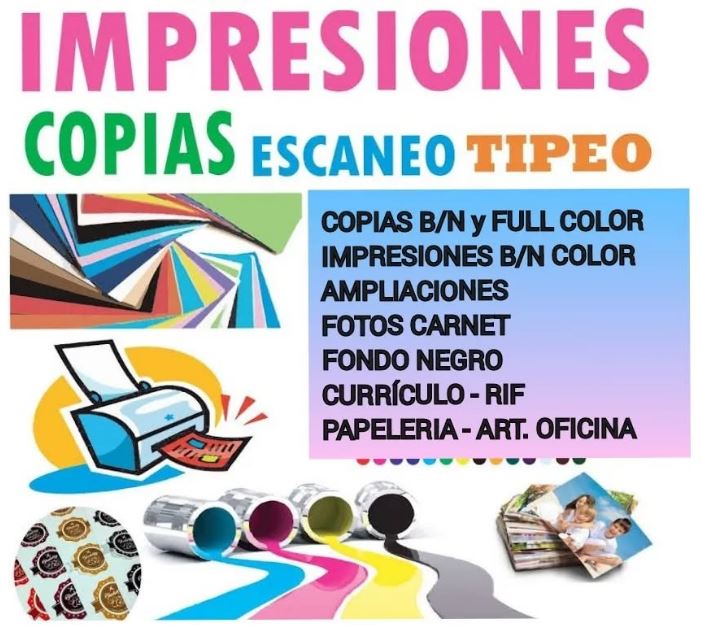 IMPRESIONES
COPIAS ESCANEO TIPEO
COPIAS B/N y FULL COLOR
IMPRESIONES B/N COLOR
AMPLIACIONES
FOTOS CARNET
FONDO NEGRO
CURRÍCULO - RIF
PAPELERIA - ART. OFICINA